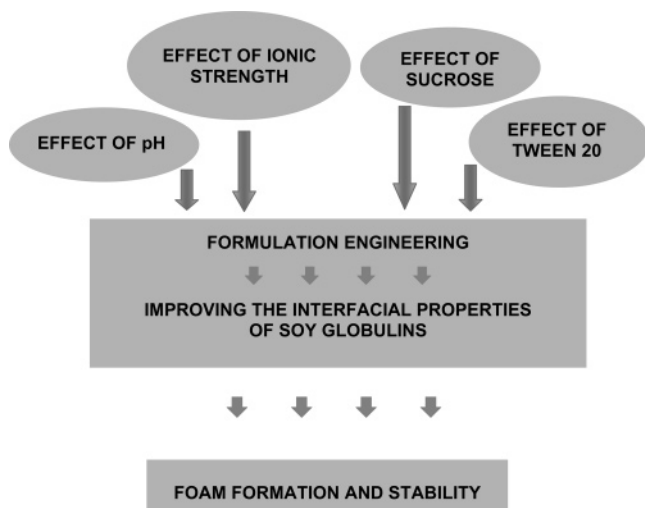 EFFECT OF IONIC
STRENGTH
EFFECT OF
SUCROSE
EFFECT OF pH
EFFECT OF
TWEEN 20
FORMULATION ENGINEERING
IMPROVING THE INTERFACIAL PROPERTIES
OF SOY GLOBULINS
FOAM FORMATION AND STABILITY